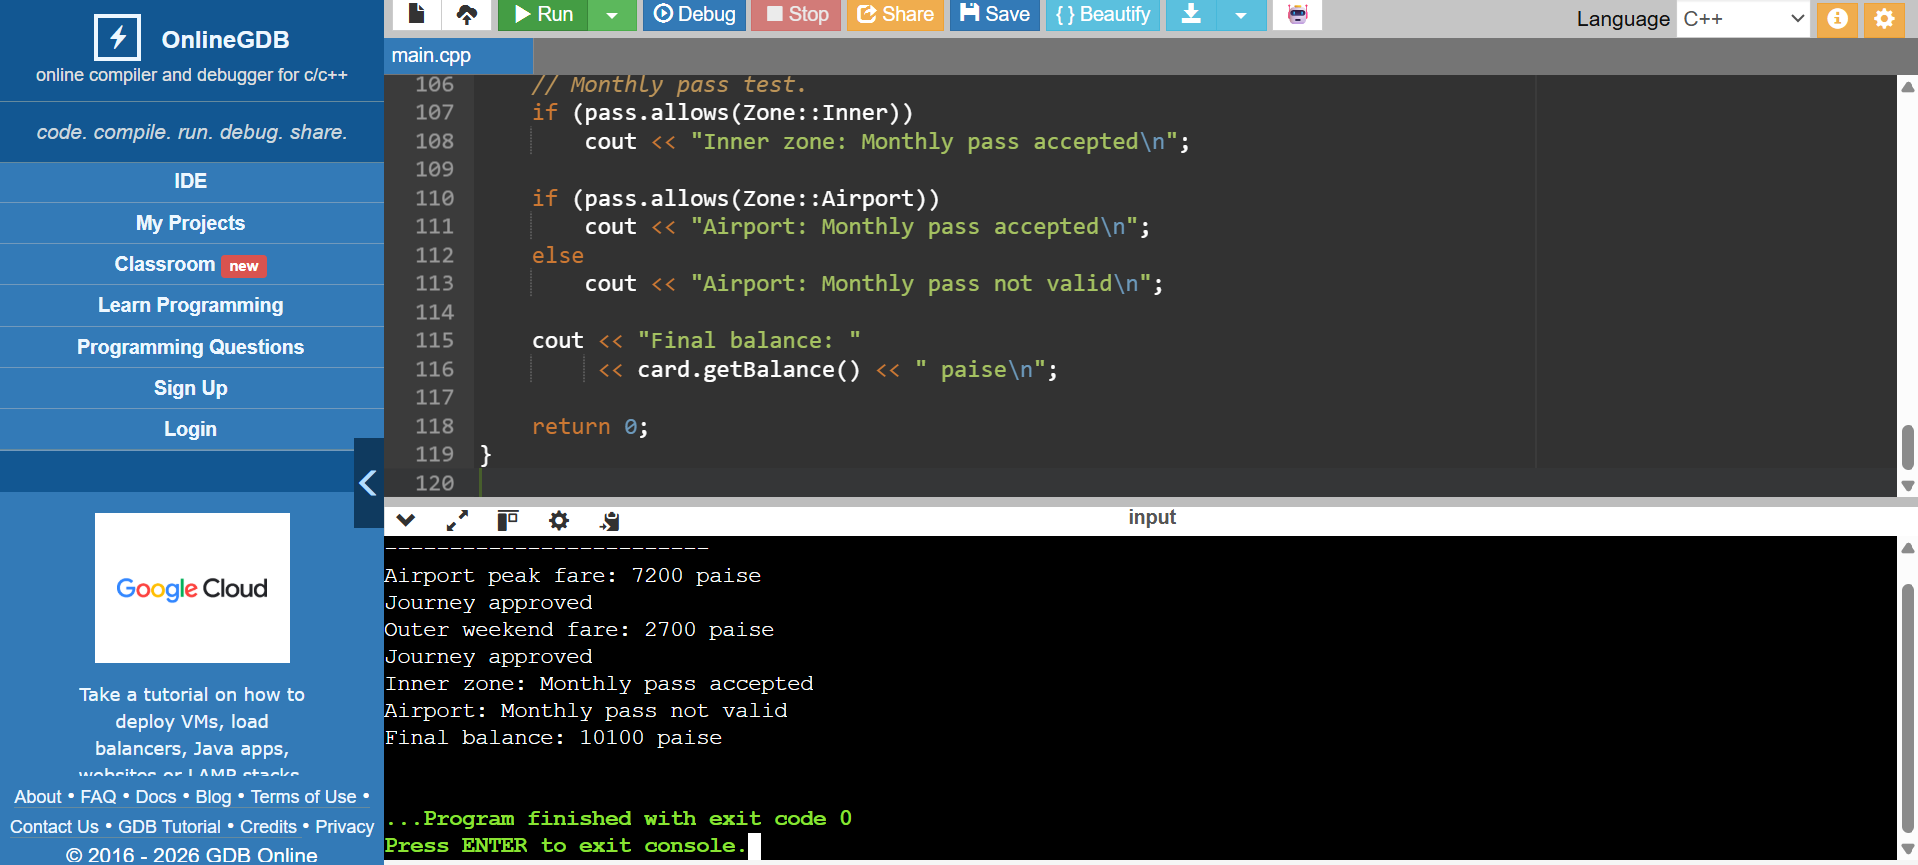 OnlineGDB
online compiler and debugger for c/c++
code. compile. run. debug. share.
IDE
My Projects
Classroom new
Learn Programming
Programming Questions
Sign Up
Login
Google Cloud
Take a tutorial on how to
deploy VMs, load
balancers, Java apps,
websites or LAMP stacks
About • FAQ • Docs • Blog • Terms of Use •
Contact Us • GDB Tutorial • Credits • Privacy
© 2016 - 2026 GDB Online
Run Debug Stop Share Save { } Beautify Language C++
main.cpp
106 // Monthly pass test.
107 if (pass.allows(Zone::Inner))
108 cout << "Inner zone: Monthly pass accepted\n";
109
110 if (pass.allows(Zone::Airport))
111 cout << "Airport: Monthly pass accepted\n";
112 else
113 cout << "Airport: Monthly pass not valid\n";
114
115 cout << "Final balance: "
116 << card.getBalance() << " paise\n";
117
118 return 0;
119 }
120
input
-------------------------
Airport peak fare: 7200 paise
Journey approved
Outer weekend fare: 2700 paise
Journey approved
Inner zone: Monthly pass accepted
Airport: Monthly pass not valid
Final balance: 10100 paise
...Program finished with exit code 0
Press ENTER to exit console.